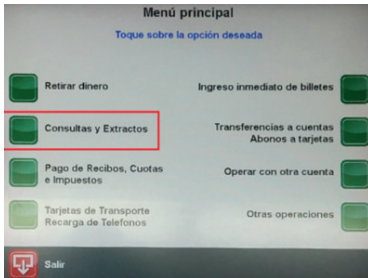 Menú principal
Toque sobre la opción deseada
Retirar dinero
Ingreso inmediato de billetes
Consultas y Extractos
Transferencias a cuentas
Abonos a tarjetas
Pago de Recibos, Cuotas
e Impuestos
Operar con otra cuenta
Tarjetas de Transporte
Recarga de Telefonos
Otras operaciones
Salir